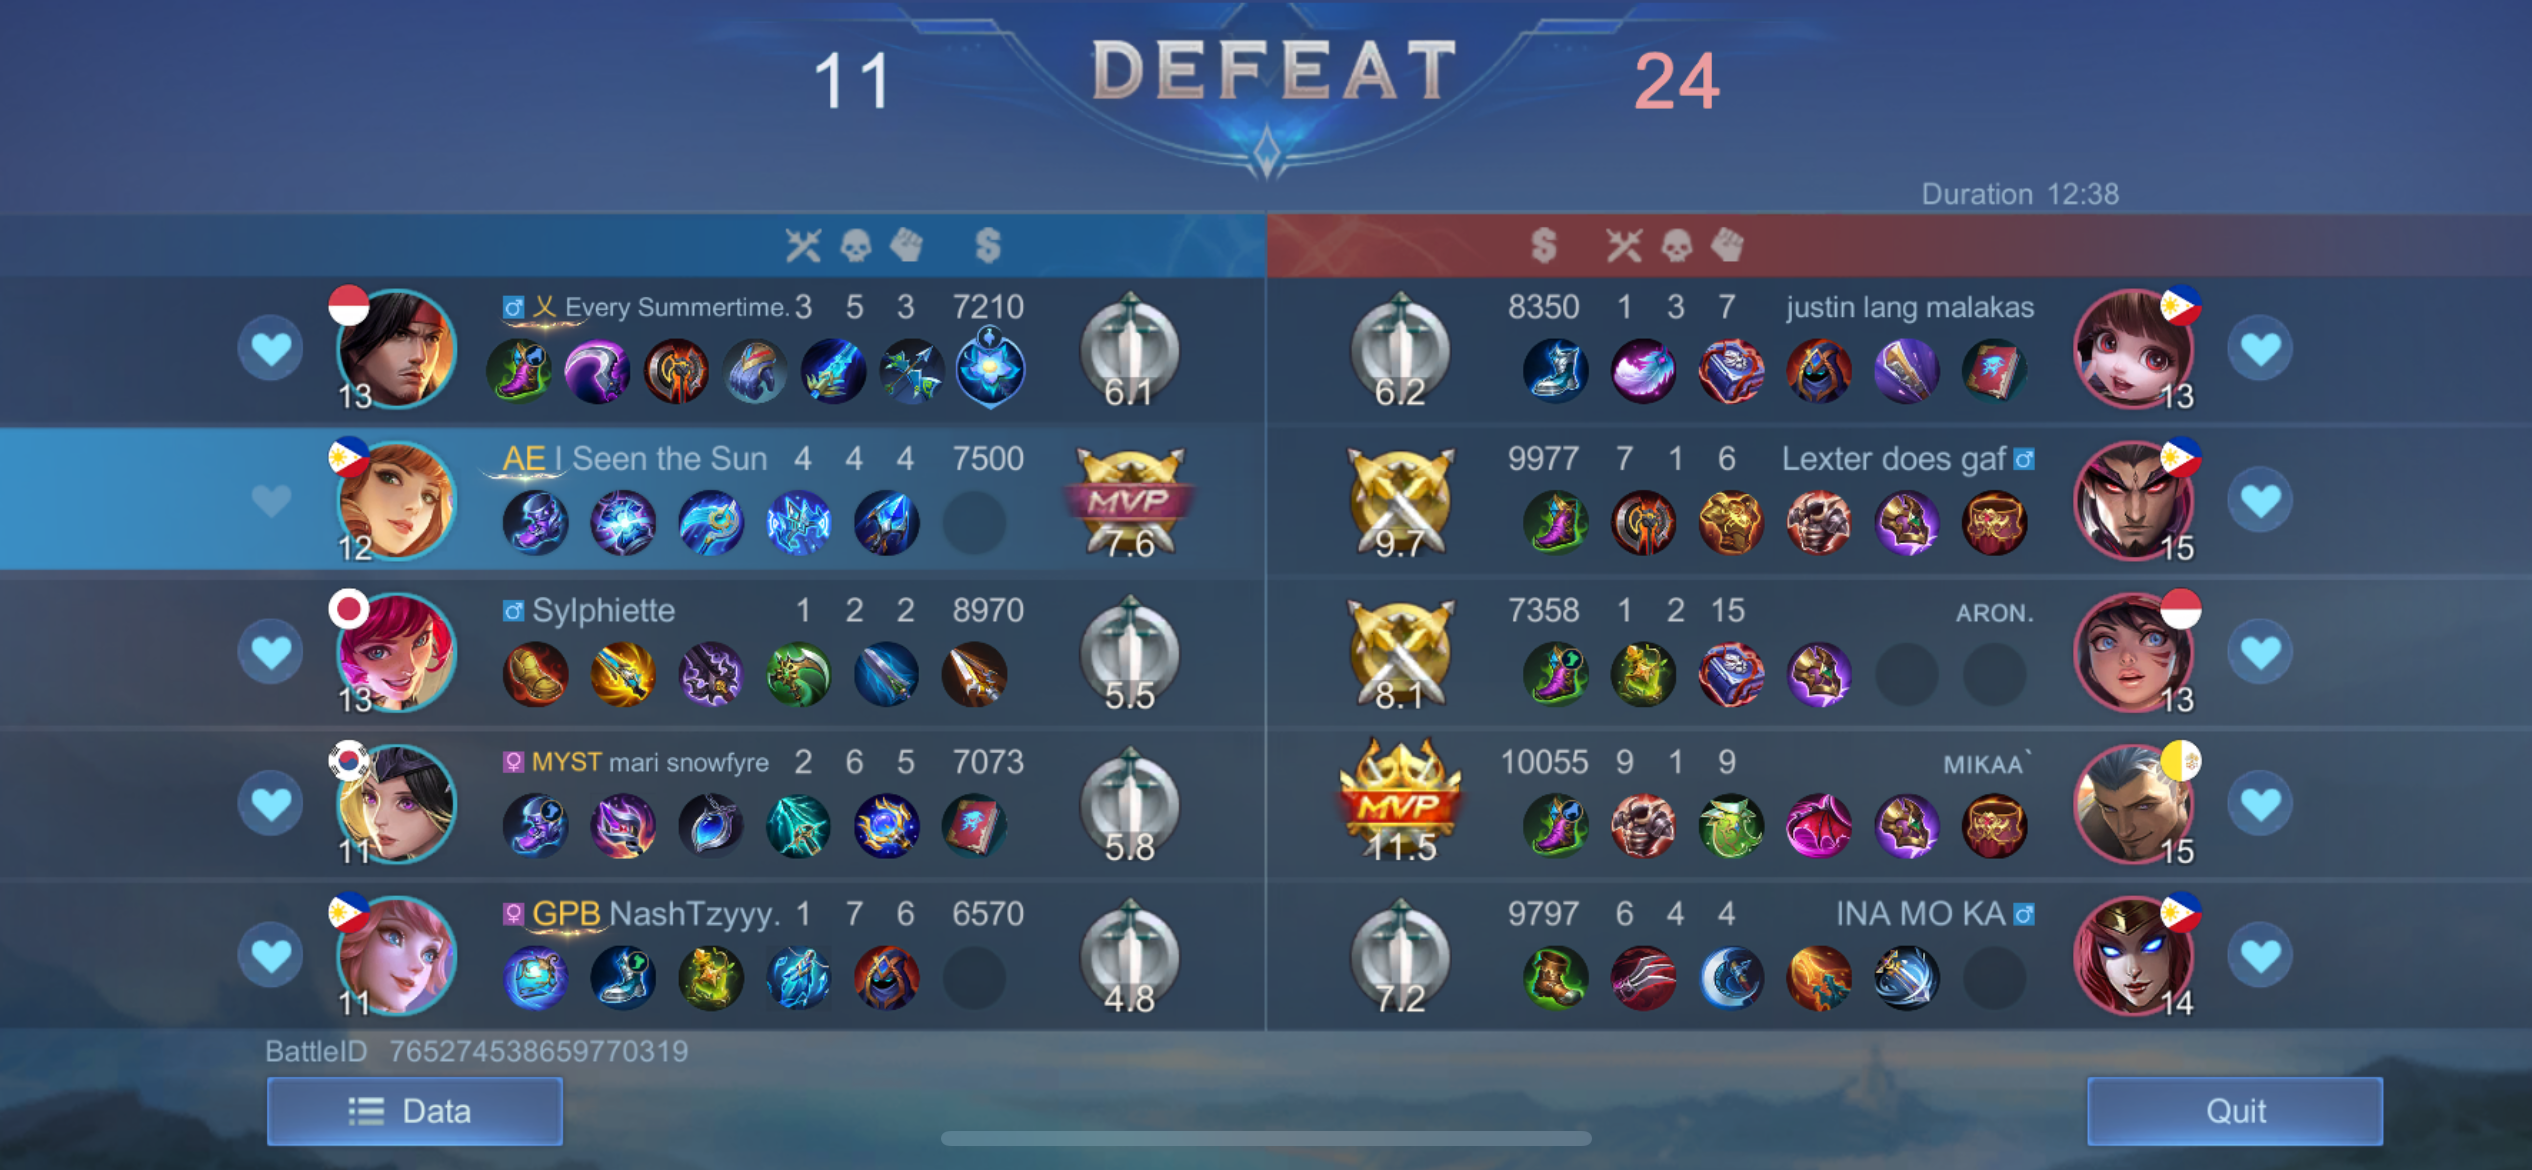 11 DEFEAT 24
Duration 12:38
乂 Every Summertime. 3 5 3 7210
13
6.1
AE I Seen the Sun 4 4 4 7500
12
MVP
7.6
Sylphiette 1 2 2 8970
13
5.5
MYST mari snowfyre 2 6 5 7073
11
5.8
GPB NashTzyyy. 1 7 6 6570
11
4.8
8350 1 3 7 justin lang malakas
6.2
13
9977 7 1 6 Lexter does gaf
9.7
15
7358 1 2 15 ARON.
8.1
13
10055 9 1 9 MIKAA`
MVP
11.5
15
9797 6 4 4 INA MO KA
7.2
14
BattleID 765274538659770319
Data
Quit